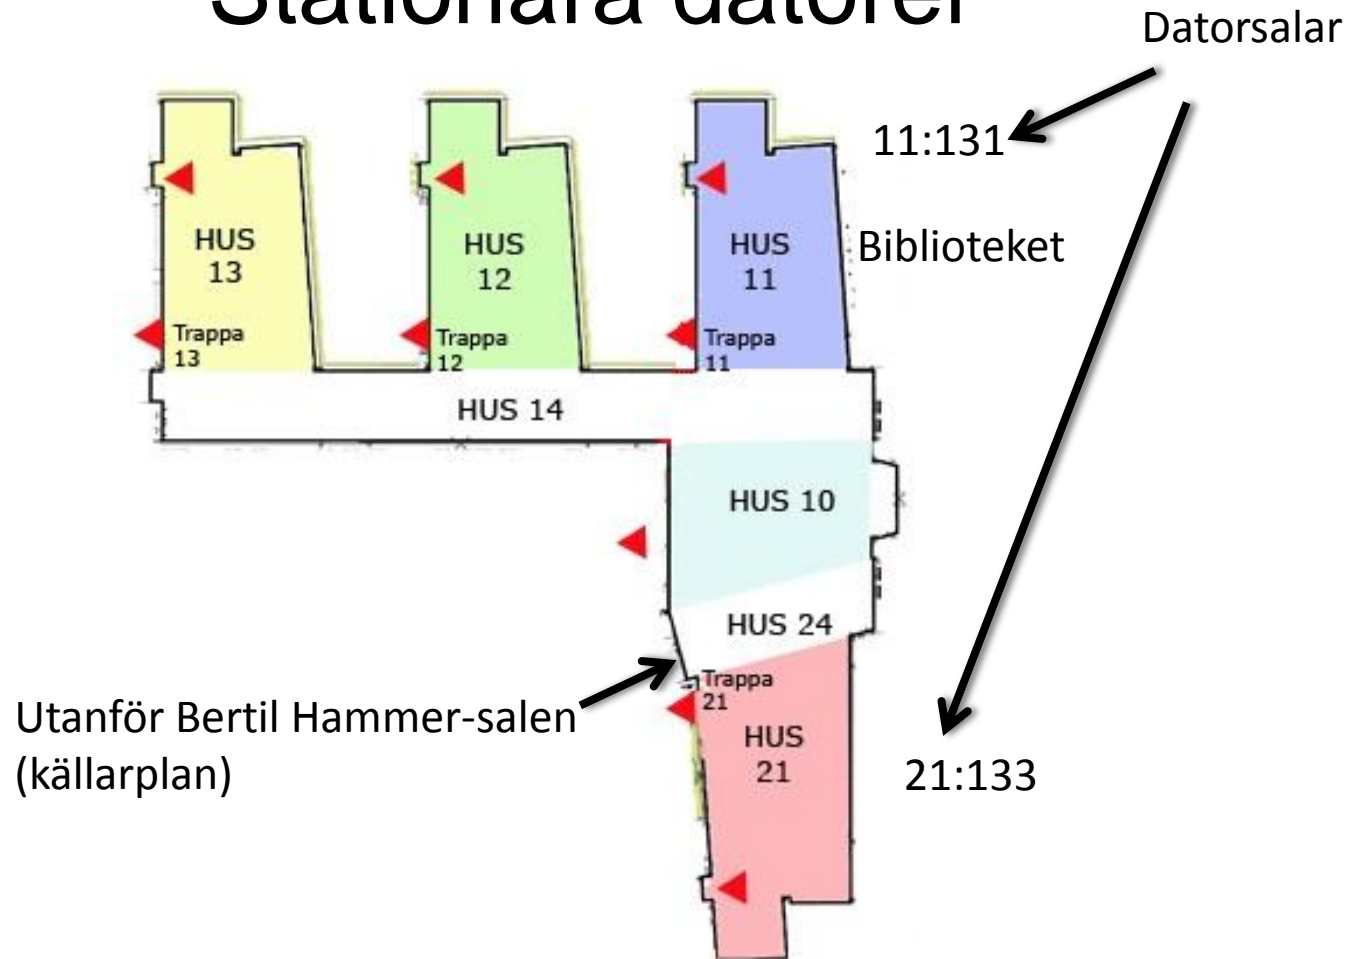 Stationära datorer
Datorsalar
11:131
Biblioteket
HUS
13
HUS
12
HUS
11
Trappa
13
Trappa
12
Trappa
11
HUS 14
HUS 10
HUS 24
Trappa
21
Utanför Bertil Hammer-salen
(källarplan)
HUS
21
21:133